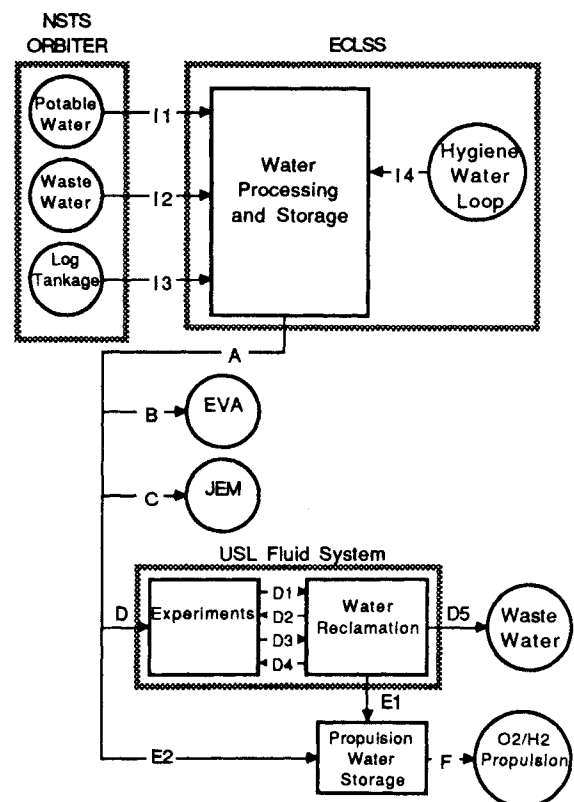 NSTS
ORBITER
ECLSS
Potable
Water
I1
Waste
Water
I2
Log
Tankage
I3
Water
Processing
and Storage
I4
Hygiene
Water
Loop
A
B
EVA
C
JEM
USL Fluid System
D
Experiments
D1
D2
D3
D4
Water
Reclamation
D5
Waste
Water
E1
E2
Propulsion
Water
Storage
F
O2/H2
Propulsion